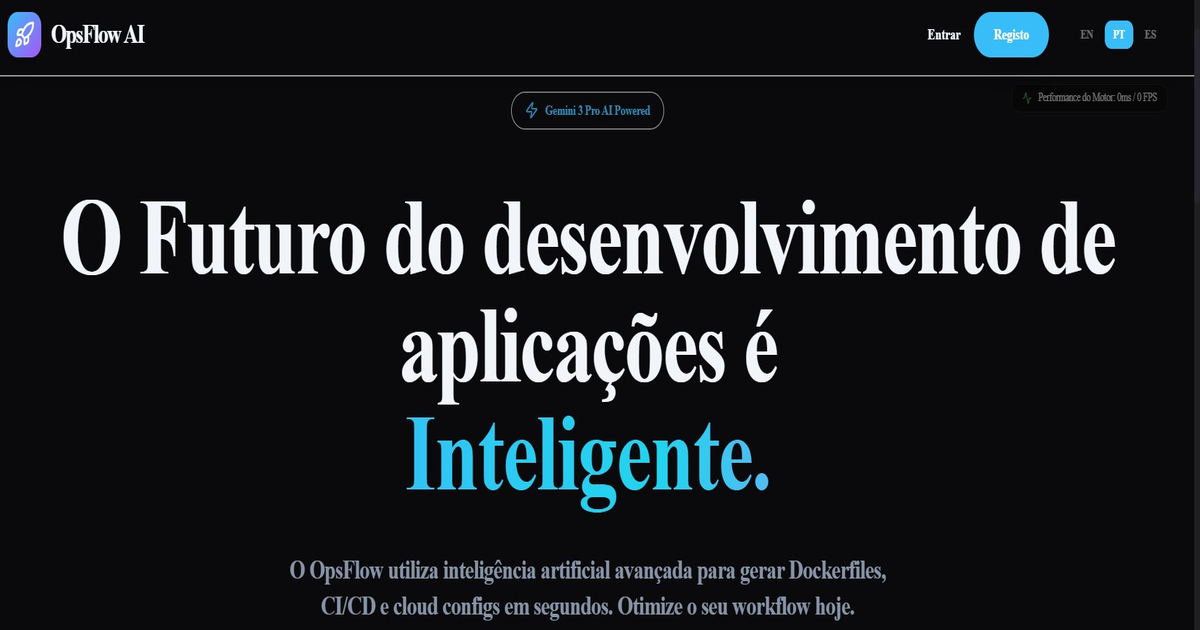 OpsFlow AI
Entrar
Registo
EN
PT
ES
Gemini 3 Pro AI Powered
Performance do Motor: 0ms / 0 FPS
O Futuro do desenvolvimento de
aplicações é
Inteligente.
O OpsFlow utiliza inteligência artificial avançada para gerar Dockerfiles,
CI/CD e cloud configs em segundos. Otimize o seu workflow hoje.